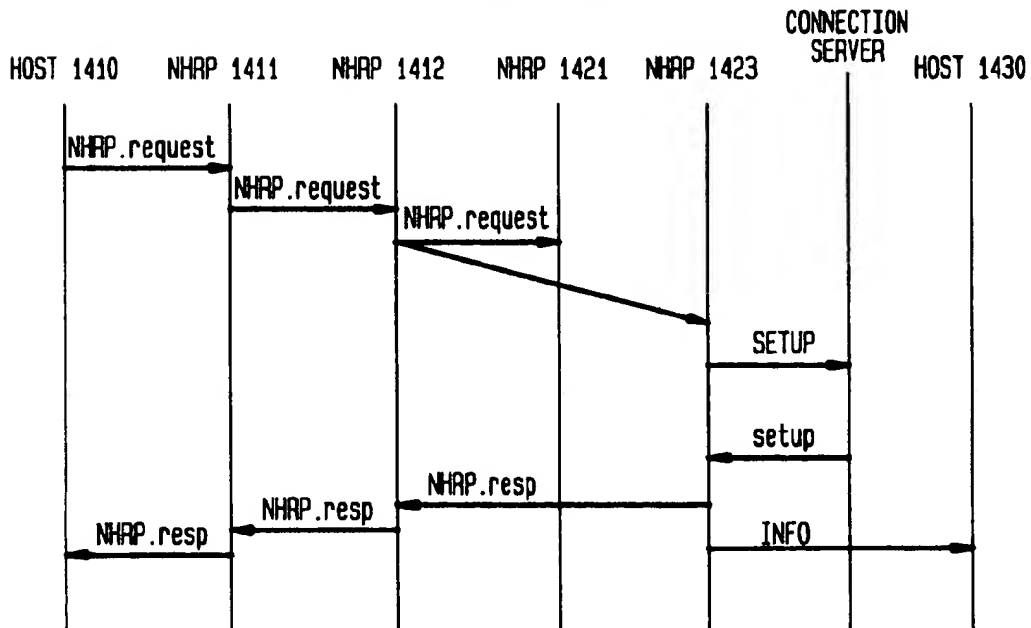 CONNECTION
SERVER
HOST 1410 NHRP 1411 NHRP 1412 NHRP 1421 NHRP 1423 HOST 1430
NHRP.request
NHRP.request
NHRP.request
SETUP
setup
NHRP.resp
NHRP.resp
NHRP.resp
INFO